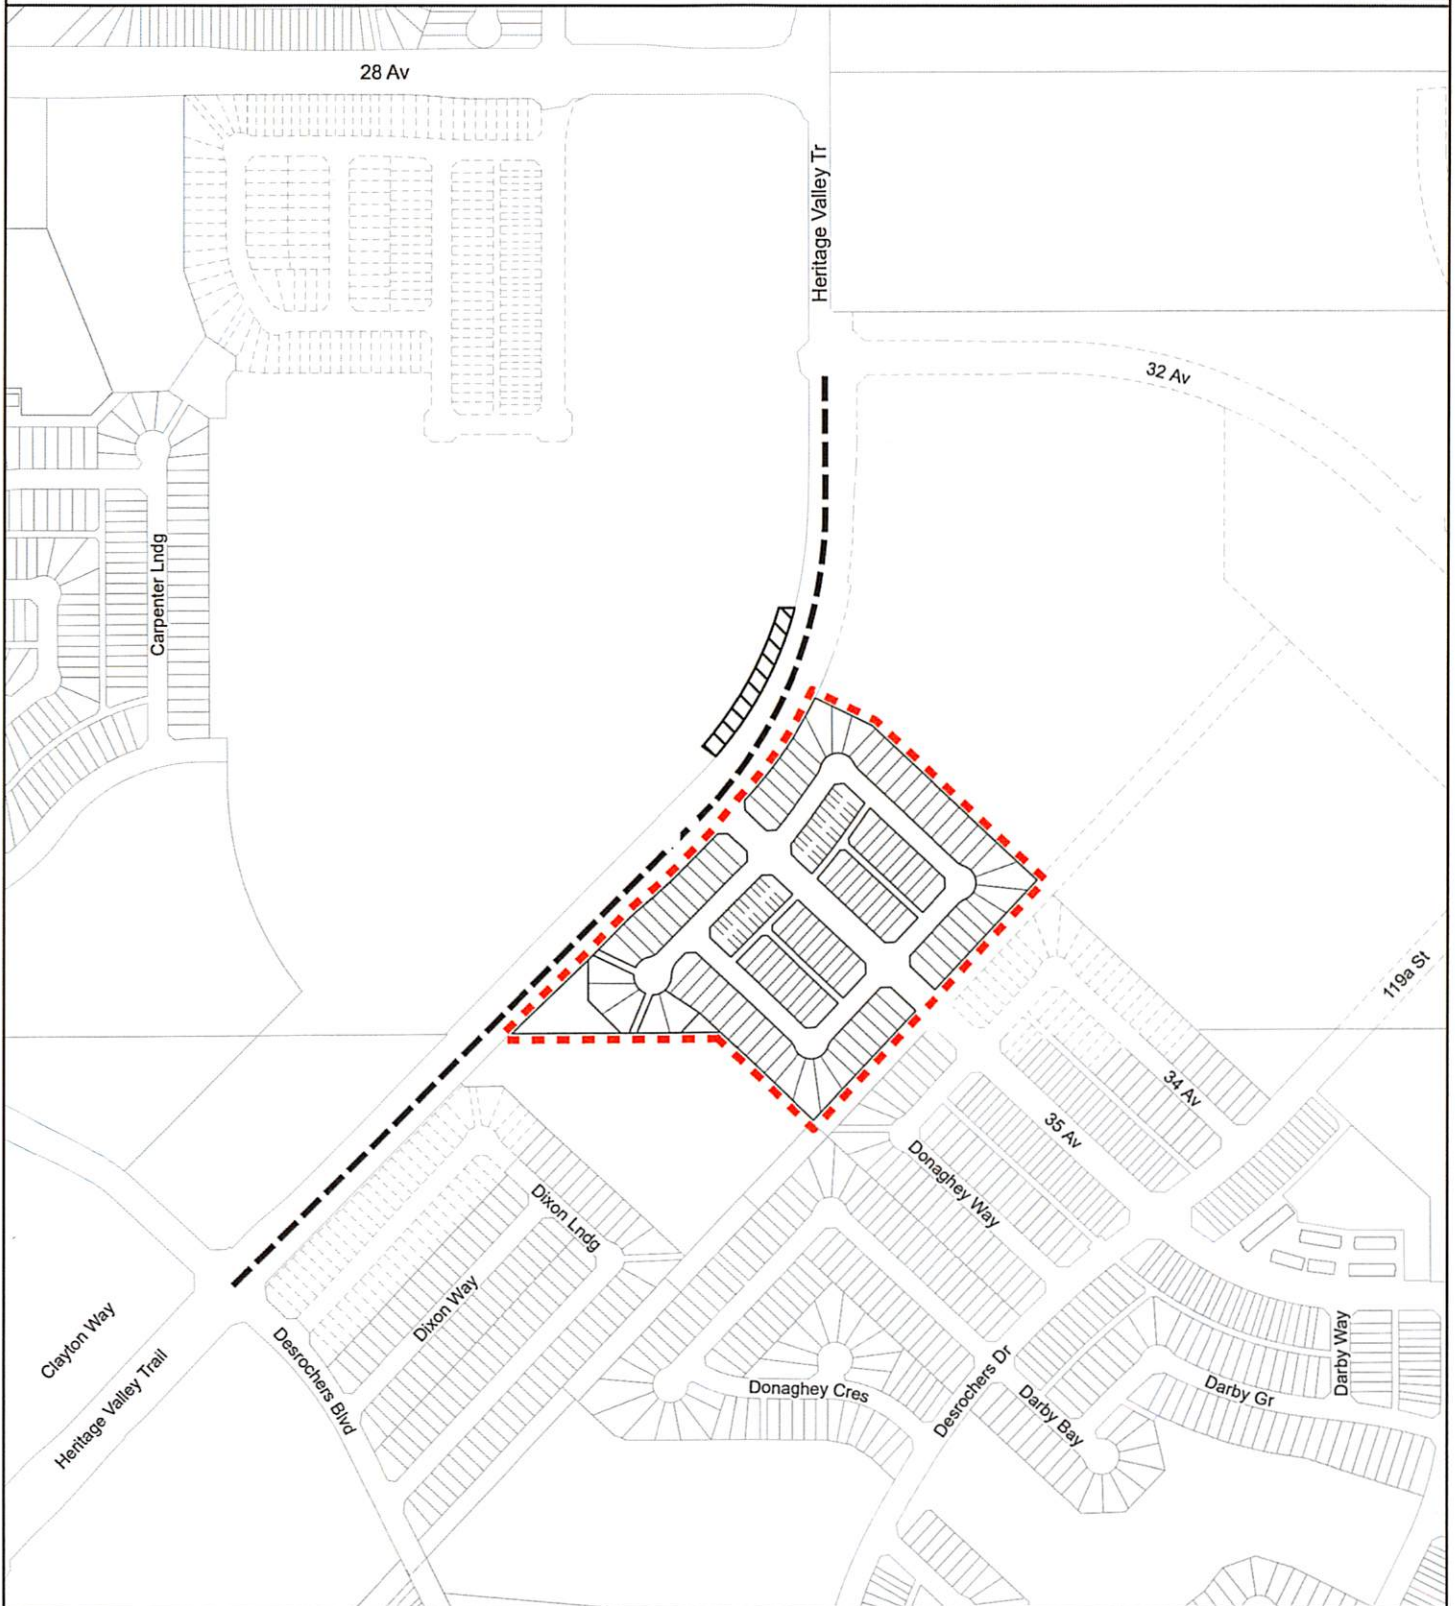 28 Av
Heritage Valley Tr
32 Av
Carpenter Lndg
119a St
34 Av
35 Av
Donaghey Way
Dixon Lndg
Dixon Way
Clayton Way
Heritage Valley Trail
Desrochers Blvd
Donaghey Cres
Desrochers Dr
Darby Bay
Darby Gr
Darby Way